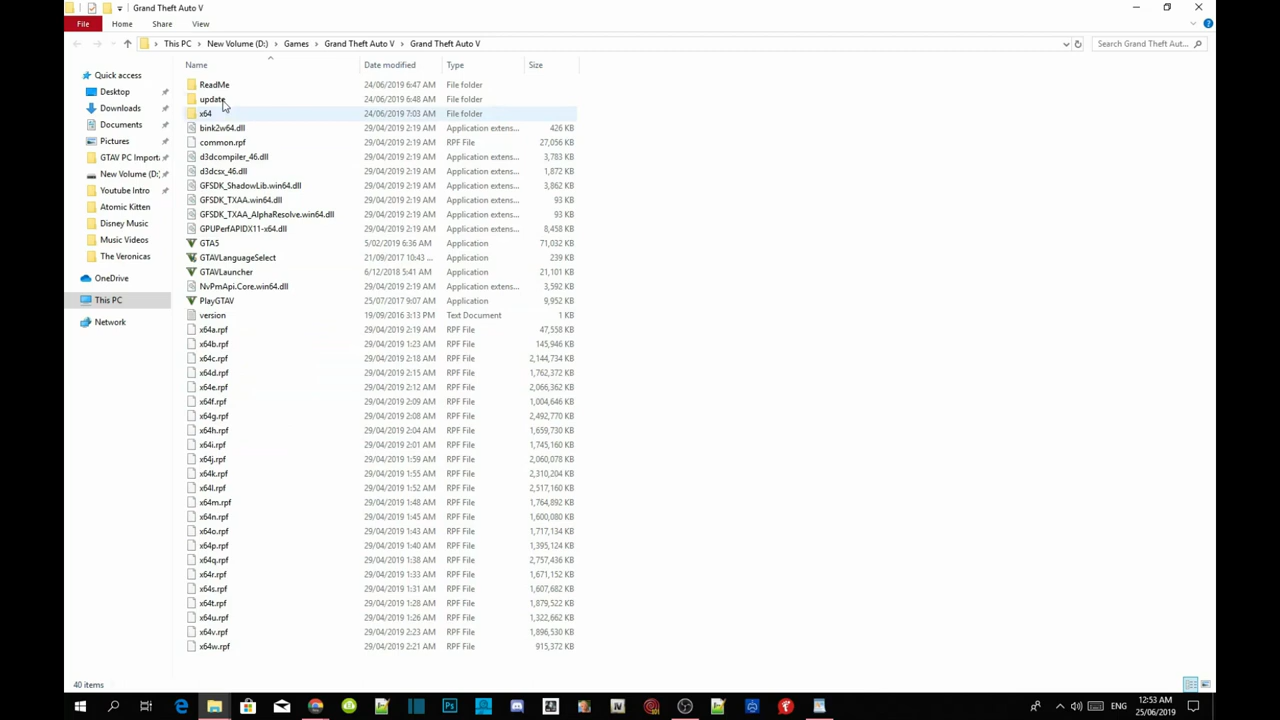 Grand Theft Auto V
File Home Share View
This PC New Volume (D:) Games Grand Theft Auto V Grand Theft Auto V Search Grand Theft Aut...
Name Date modified Type Size
Quick access
Desktop
Downloads
Documents
Pictures
GTAV PC Import
New Volume (D:)
Youtube Intro
Atomic Kitten
Disney Music
Music Videos
The Veronicas
OneDrive
This PC
Network
ReadMe 24/06/2019 6:47 AM File folder
update 24/06/2019 6:48 AM File folder
x64 24/06/2019 7:03 AM File folder
bink2w64.dll 29/04/2019 2:19 AM Application extens... 426 KB
common.rpf 29/04/2019 2:19 AM RPF File 27,056 KB
d3dcompiler_46.dll 29/04/2019 2:19 AM Application extens... 3,783 KB
d3dcsx_46.dll 29/04/2019 2:19 AM Application extens... 1,872 KB
GFSDK_ShadowLib.win64.dll 29/04/2019 2:19 AM Application extens... 3,862 KB
GFSDK_TXAA.win64.dll 29/04/2019 2:19 AM Application extens... 93 KB
GFSDK_TXAA_AlphaResolve.win64.dll 29/04/2019 2:19 AM Application extens... 93 KB
GPUPerfAPIDX11-x64.dll 29/04/2019 2:19 AM Application extens... 8,458 KB
GTA5 5/02/2019 6:36 AM Application 71,032 KB
GTAVLanguageSelect 21/09/2017 10:43 ... Application 239 KB
GTAVLauncher 6/12/2018 5:41 AM Application 21,101 KB
NvPmApi.Core.win64.dll 29/04/2019 2:19 AM Application extens... 3,592 KB
PlayGTAV 25/07/2017 9:07 AM Application 9,952 KB
version 19/09/2016 3:13 PM Text Document 1 KB
x64a.rpf 29/04/2019 2:19 AM RPF File 47,558 KB
x64b.rpf 29/04/2019 1:23 AM RPF File 145,946 KB
x64c.rpf 29/04/2019 2:18 AM RPF File 2,144,734 KB
x64d.rpf 29/04/2019 2:15 AM RPF File 1,762,372 KB
x64e.rpf 29/04/2019 2:12 AM RPF File 2,066,362 KB
x64f.rpf 29/04/2019 2:09 AM RPF File 1,004,646 KB
x64g.rpf 29/04/2019 2:08 AM RPF File 2,492,770 KB
x64h.rpf 29/04/2019 2:04 AM RPF File 1,659,730 KB
x64i.rpf 29/04/2019 2:01 AM RPF File 1,745,160 KB
x64j.rpf 29/04/2019 1:59 AM RPF File 2,060,078 KB
x64k.rpf 29/04/2019 1:55 AM RPF File 2,310,204 KB
x64l.rpf 29/04/2019 1:52 AM RPF File 2,517,160 KB
x64m.rpf 29/04/2019 1:48 AM RPF File 1,764,892 KB
x64n.rpf 29/04/2019 1:45 AM RPF File 1,600,080 KB
x64o.rpf 29/04/2019 1:43 AM RPF File 1,717,134 KB
x64p.rpf 29/04/2019 1:40 AM RPF File 1,395,124 KB
x64q.rpf 29/04/2019 1:38 AM RPF File 2,757,436 KB
x64r.rpf 29/04/2019 1:33 AM RPF File 1,671,152 KB
x64s.rpf 29/04/2019 1:31 AM RPF File 1,607,682 KB
x64t.rpf 29/04/2019 1:28 AM RPF File 1,879,522 KB
x64u.rpf 29/04/2019 1:26 AM RPF File 1,322,662 KB
x64v.rpf 29/04/2019 2:23 AM RPF File 1,896,530 KB
x64w.rpf 29/04/2019 2:21 AM RPF File 915,372 KB
40 items
ENG 12:53 AM
25/06/2019